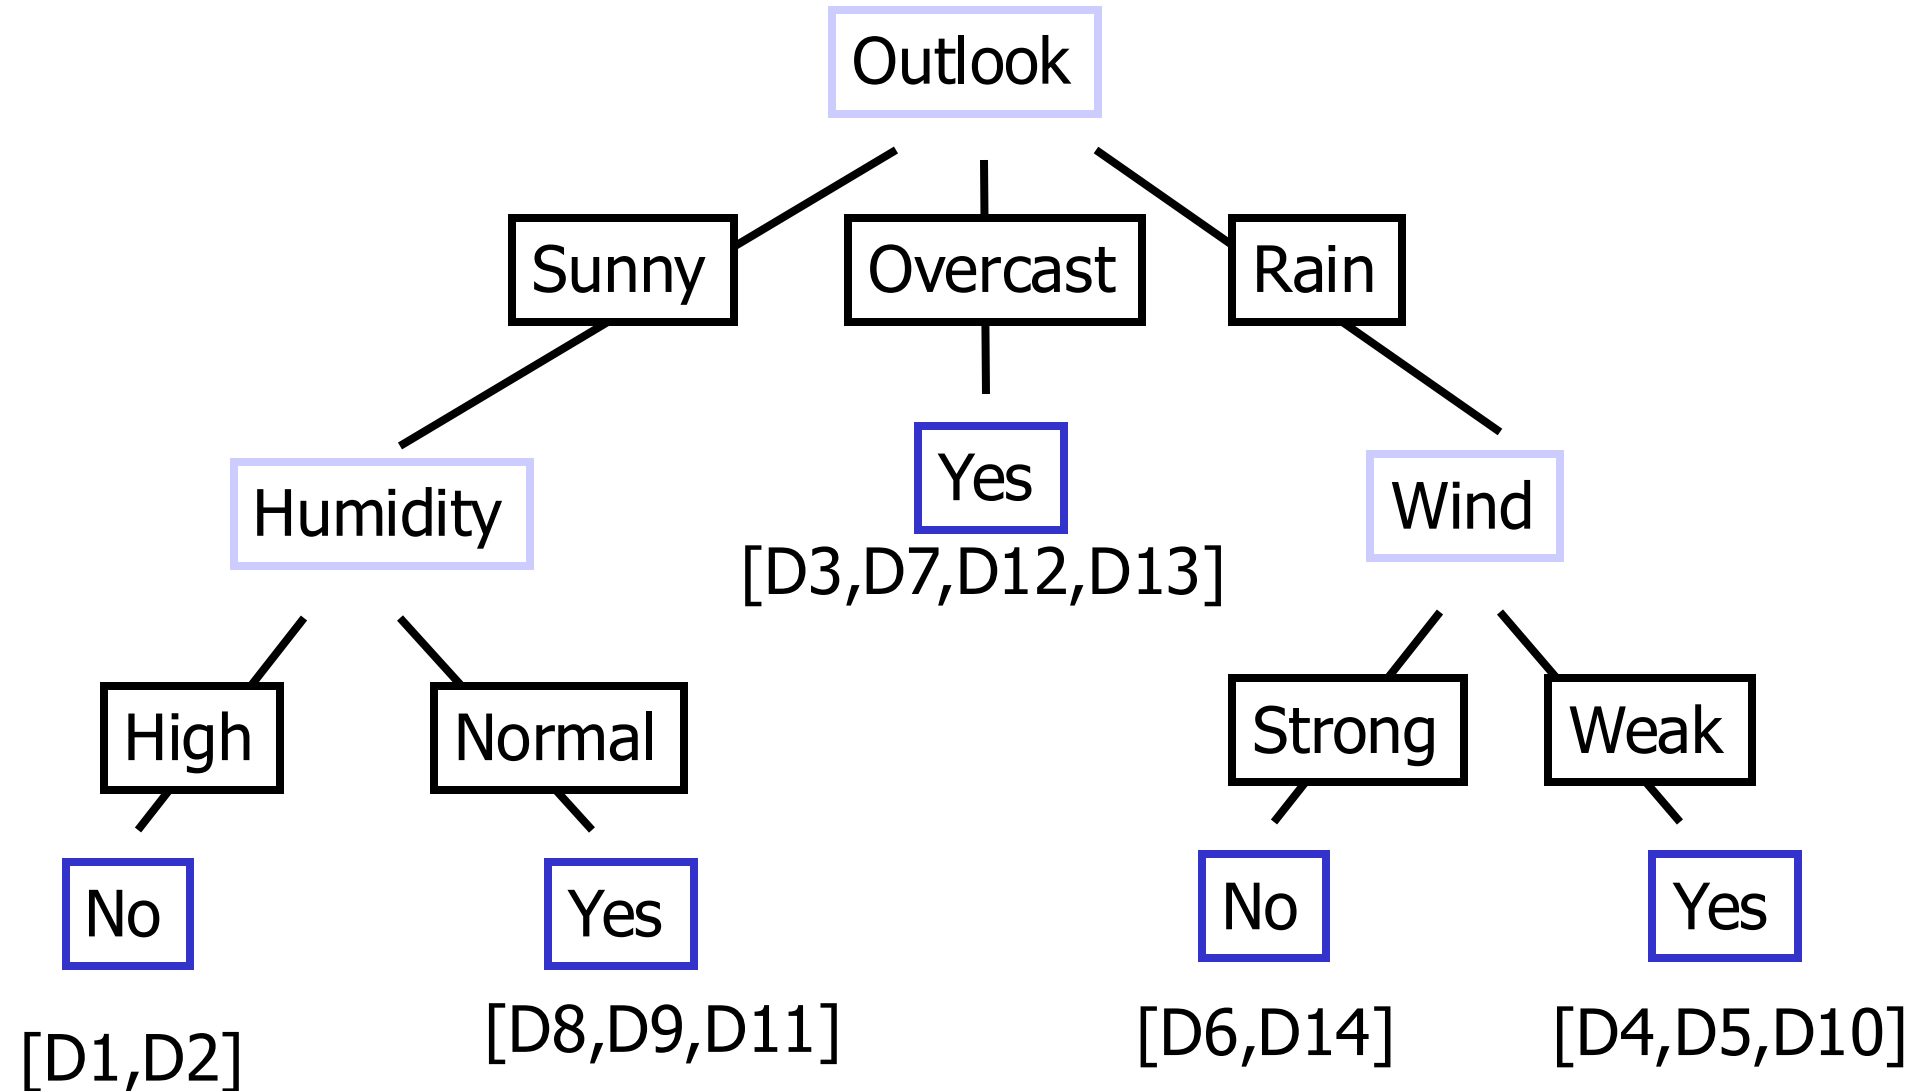 Outlook
Sunny
Overcast
Rain
Humidity
Yes
Wind
[D3,D7,D12,D13]
High
Normal
Strong
Weak
No
Yes
No
Yes
[D1,D2]
[D8,D9,D11]
[D6,D14]
[D4,D5,D10]